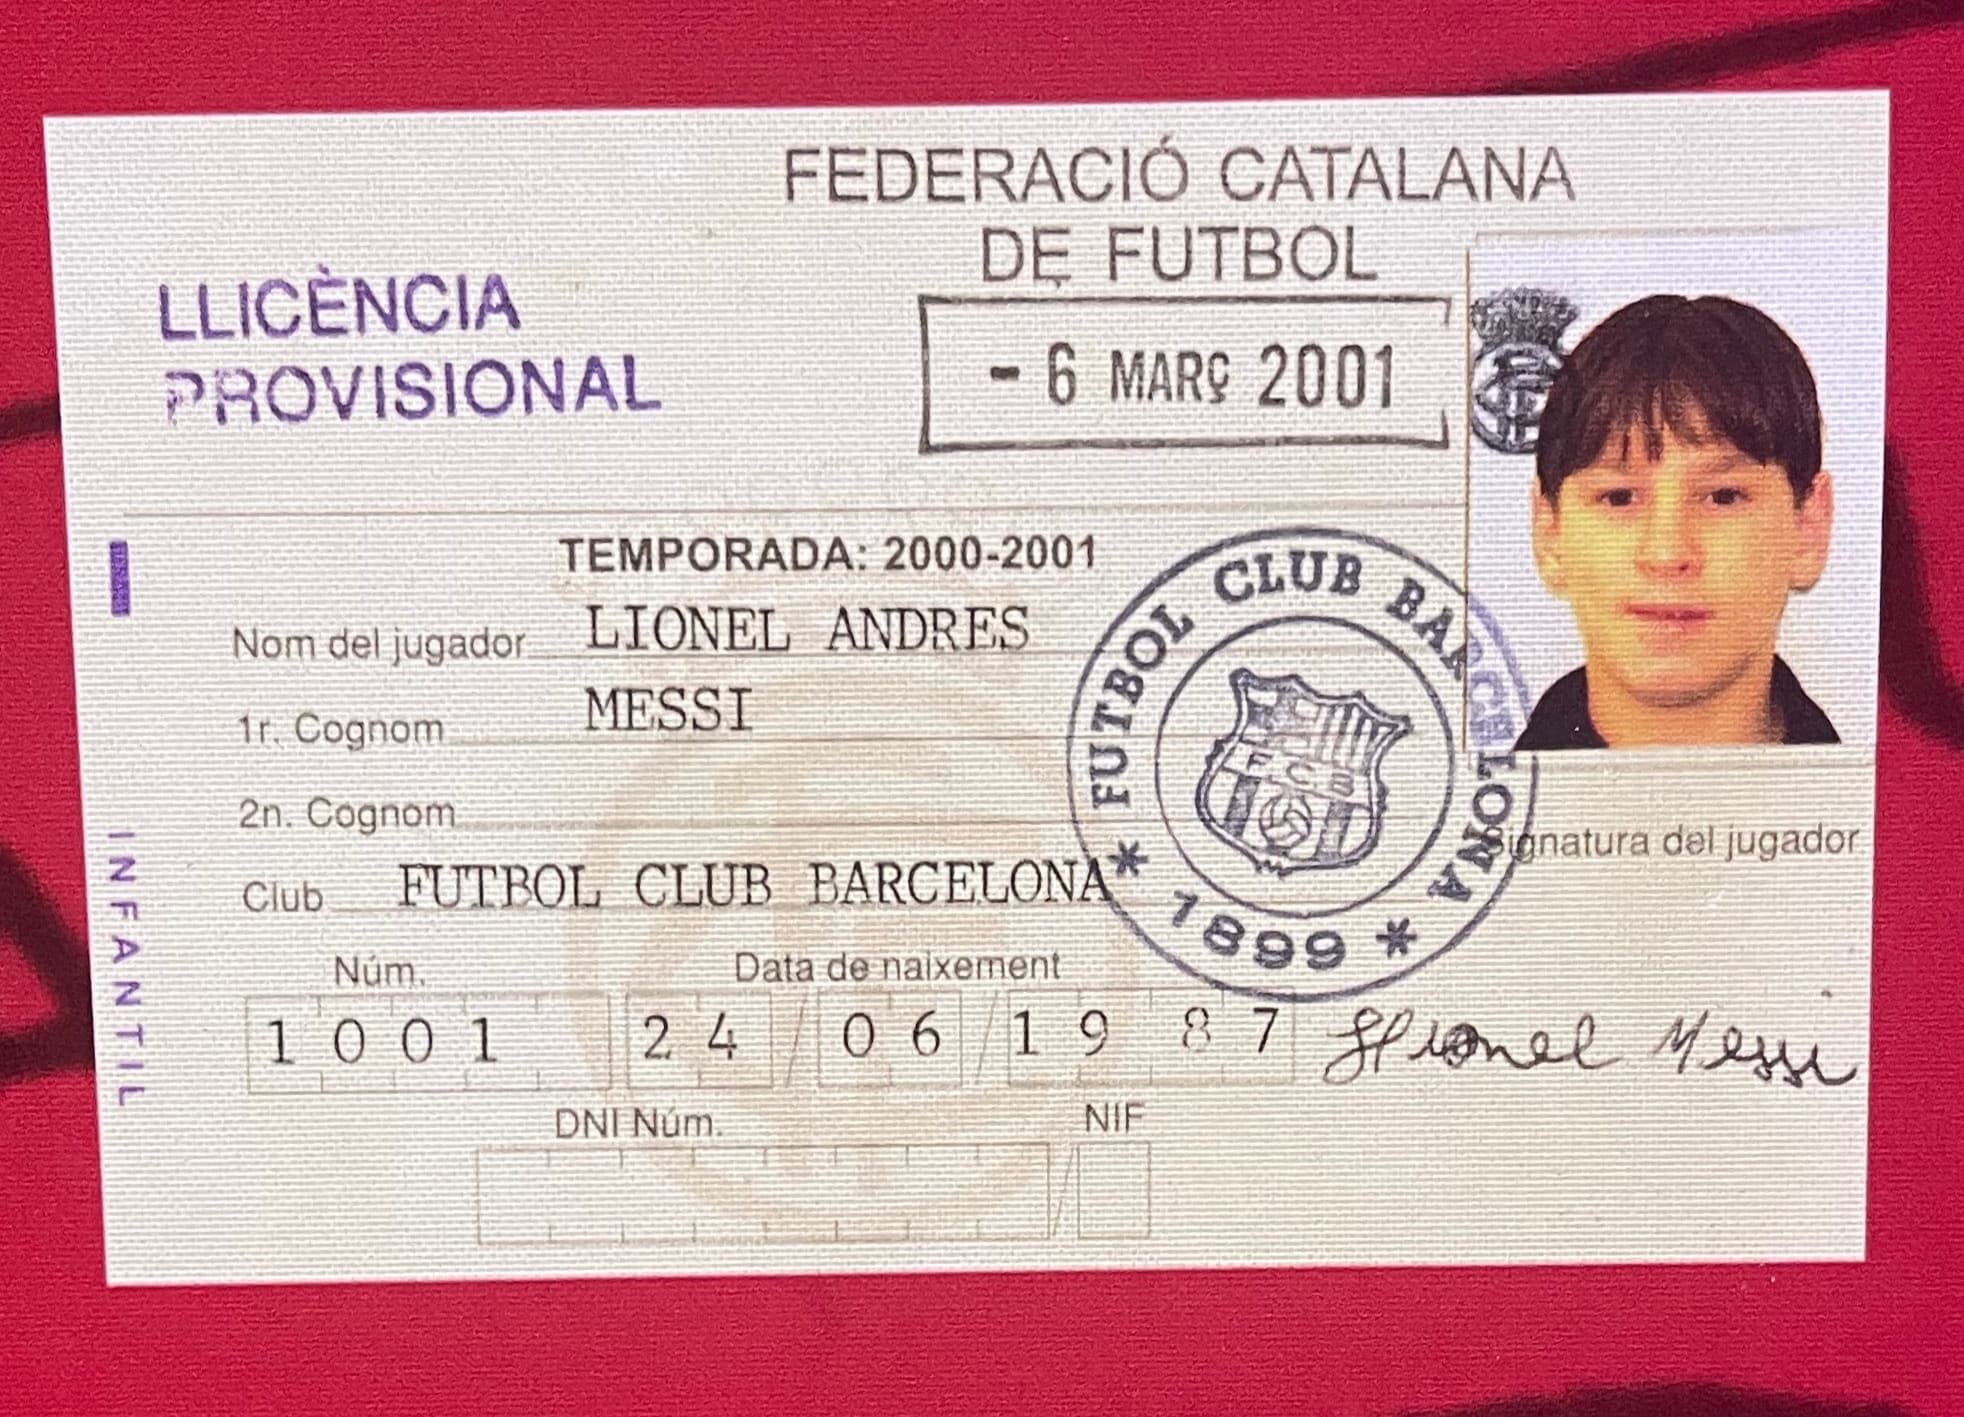 FEDERACIÓ CATALANA
DE FUTBOL
LLICÈNCIA
PROVISIONAL
- 6 MARÇ 2001
TEMPORADA: 2000-2001
Nom del jugador LIONEL ANDRES
1r. Cognom MESSI
2n. Cognom
Club FUTBOL CLUB BARCELONA
FUTBOL CLUB BARCELONA
* 1899 *
FCB
Signatura del jugador
INFANTIL
Núm. Data de naixement
1001 24/06/1987
Lionel Messi
DNI Núm. NIF